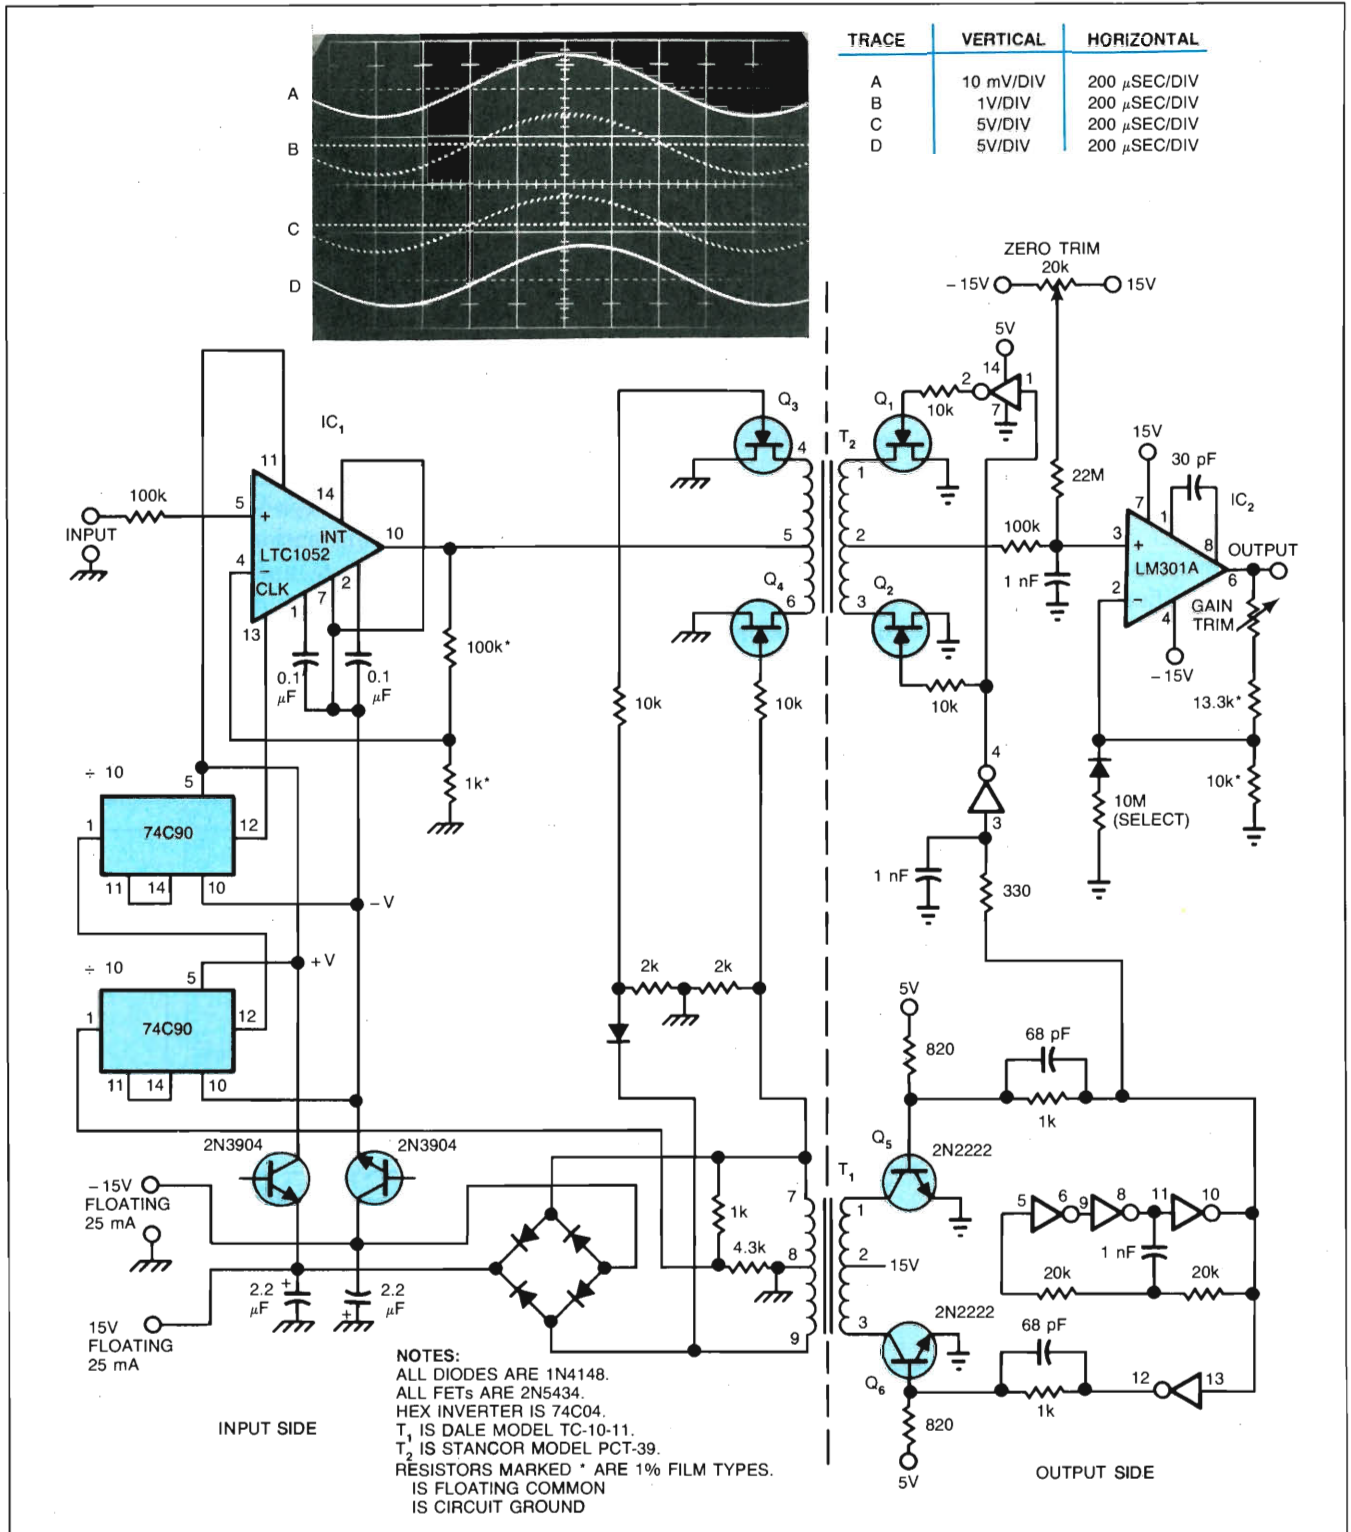 TRACE VERTICAL HORIZONTAL
A 10 mV/DIV 200 µSEC/DIV
B 1V/DIV 200 µSEC/DIV
C 5V/DIV 200 µSEC/DIV
D 5V/DIV 200 µSEC/DIV
A
B
C
D
ZERO TRIM
20k
-15V 15V
5V
14
2 1
7
10k
Q3
Q1
T2
4
1
IC1
11
14
100k
5
+
INPUT
INT
10
LTC1052
4
-
CLK
2
7
1
13
5
2
Q4
Q2
6
3
22M
100k
1 nF
15V
30 pF
IC2
7
1
8
3
+
OUTPUT
LM301A
6
2
-
GAIN TRIM
4
-15V
100k*
0.1 µF
0.1 µF
10k
10k
10k
13.3k*
1k*
10M (SELECT)
10k*
4
3
1 nF
330
÷ 10
5
1
74C90
12
11 14 10
-V
+V
÷ 10
5
1
74C90
12
11 14 10
2k 2k
5V
820
68 pF
1k
2N3904
2N3904
Q5
2N2222
T1
-15V FLOATING 25 mA
7
1
1k
4.3k
8
2
15V
9
3
5 6 9 8 11 10
1 nF
20k 20k
2.2 µF
+
2.2 µF
+
15V FLOATING 25 mA
2N2222
68 pF
Q6
12 13
1k
820
5V
NOTES:
ALL DIODES ARE 1N4148.
ALL FETs ARE 2N5434.
HEX INVERTER IS 74C04.
T1 IS DALE MODEL TC-10-11.
T2 IS STANCOR MODEL PCT-39.
RESISTORS MARKED * ARE 1% FILM TYPES.
IS FLOATING COMMON
IS CIRCUIT GROUND
INPUT SIDE
OUTPUT SIDE